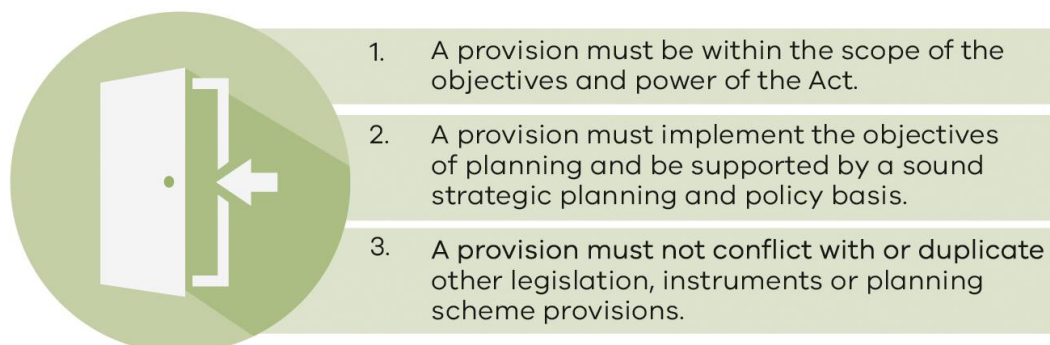 1. A provision must be within the scope of the
objectives and power of the Act.
2. A provision must implement the objectives
of planning and be supported by a sound
strategic planning and policy basis.
3. A provision must not conflict with or duplicate
other legislation, instruments or planning
scheme provisions.